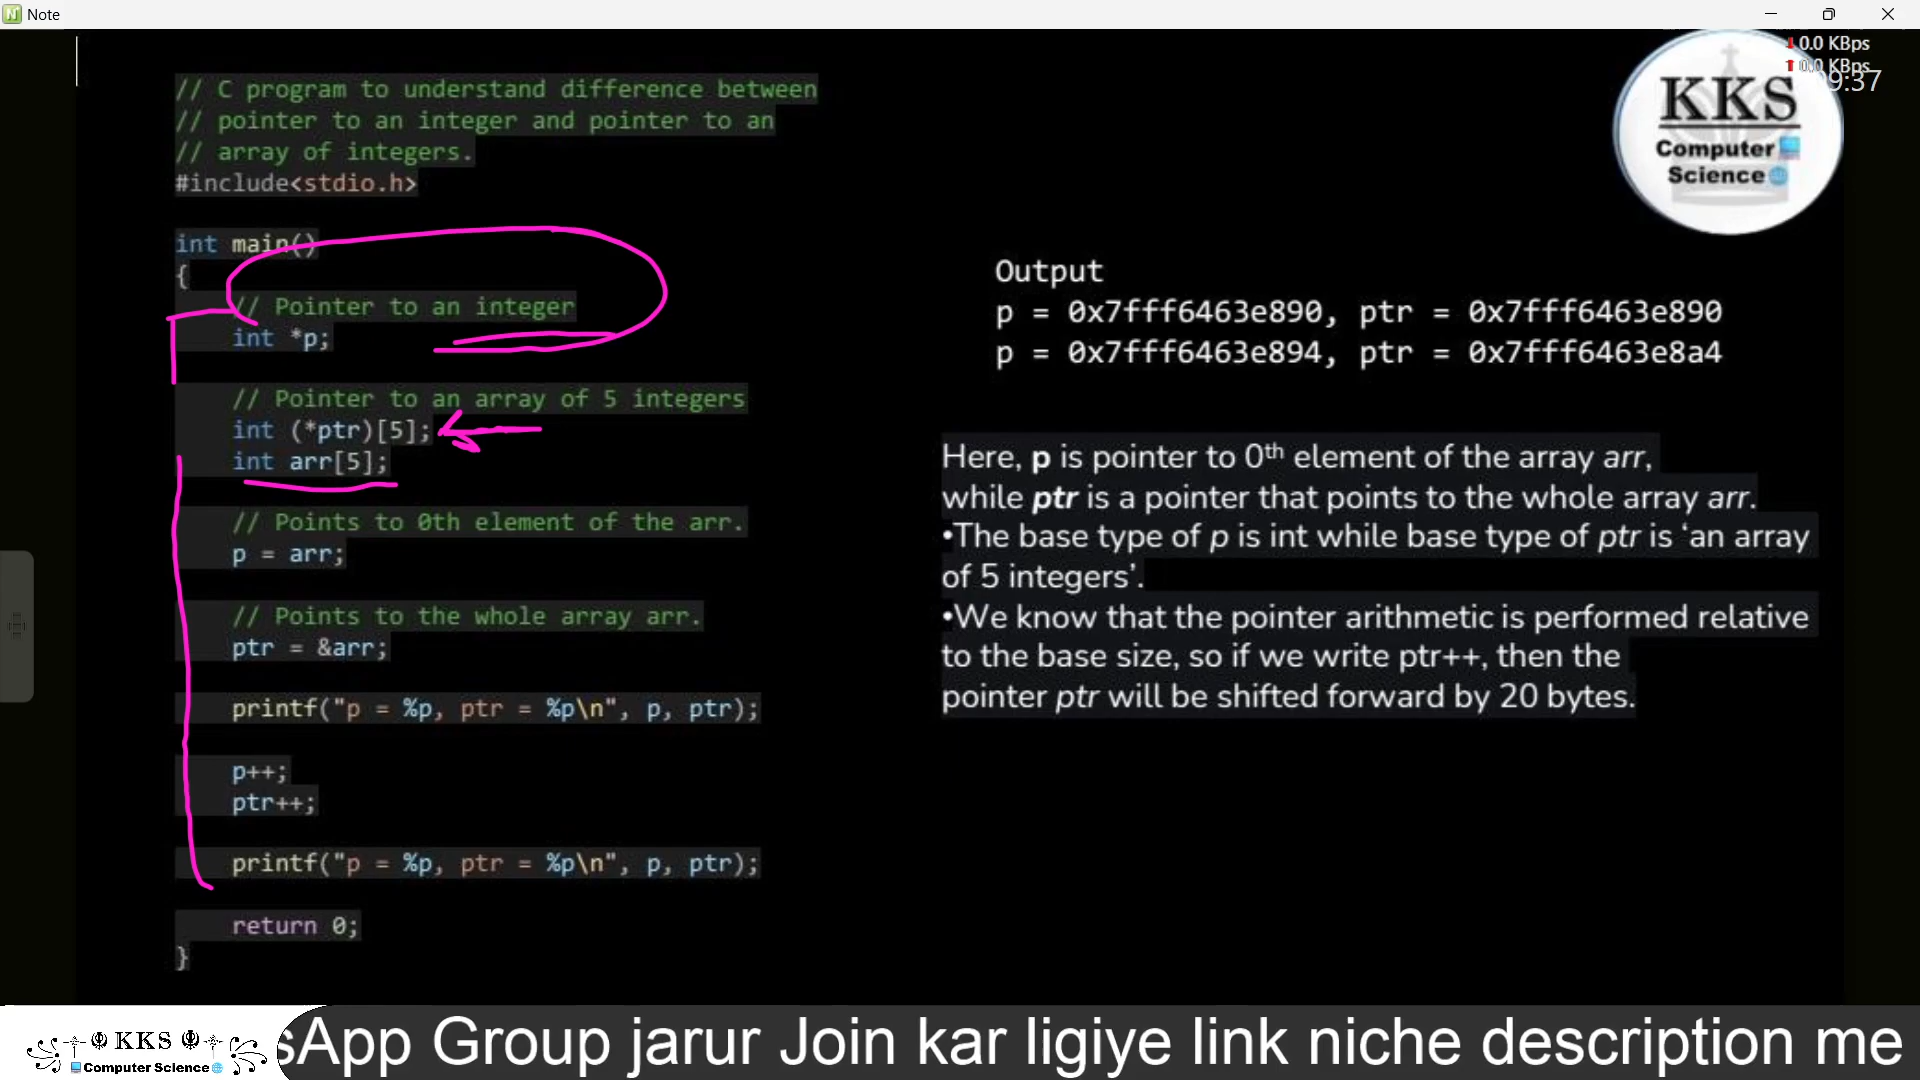 Note
0.0 KBps
0.0 KBps
9:37
KKS
Computer
Science
// C program to understand difference between
// pointer to an integer and pointer to an
// array of integers.
#include<stdio.h>
int main()
{
// Pointer to an integer
int *p;
// Pointer to an array of 5 integers
int (*ptr)[5];
int arr[5];
// Points to 0th element of the arr.
p = arr;
// Points to the whole array arr.
ptr = &arr;
printf("p = %p, ptr = %p\n", p, ptr);
p++;
ptr++;
printf("p = %p, ptr = %p\n", p, ptr);
return 0;
}
Output
p = 0x7fff6463e890, ptr = 0x7fff6463e890
p = 0x7fff6463e894, ptr = 0x7fff6463e8a4
Here, p is pointer to 0th element of the array arr,
while ptr is a pointer that points to the whole array arr.
•The base type of p is int while base type of ptr is ‘an array
of 5 integers’.
•We know that the pointer arithmetic is performed relative
to the base size, so if we write ptr++, then the
pointer ptr will be shifted forward by 20 bytes.
KKS
Computer Science
sApp Group jarur Join kar ligiye link niche description me